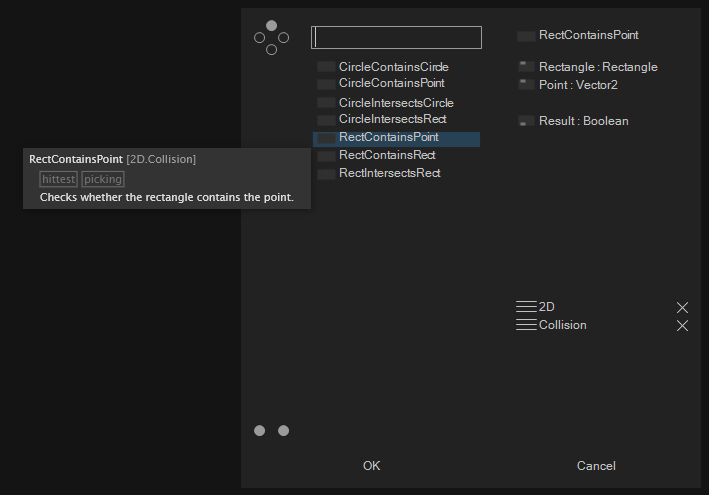 CircleContainsCircle
CircleContainsPoint
CircleIntersectsCircle
CircleIntersectsRect
RectContainsPoint
RectContainsRect
RectIntersectsRect
RectContainsPoint [2D.Collision]
hittest picking
Checks whether the rectangle contains the point.
RectContainsPoint
Rectangle : Rectangle
Point : Vector2
Result : Boolean
2D
Collision
OK
Cancel